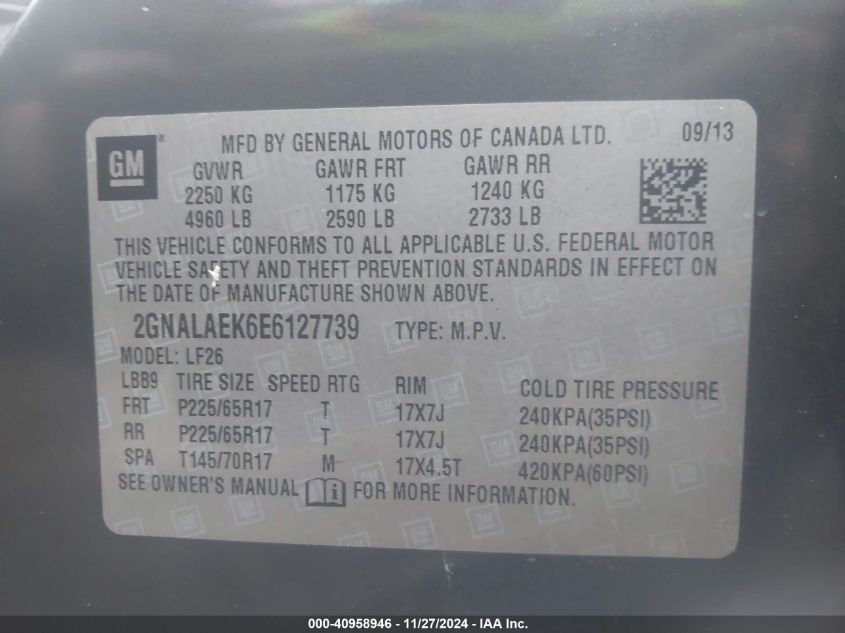 GM
MFD BY GENERAL MOTORS OF CANADA LTD. 09/13
GVWR GAWR FRT GAWR RR
2250 KG 1175 KG 1240 KG
4960 LB 2590 LB 2733 LB
THIS VEHICLE CONFORMS TO ALL APPLICABLE U.S. FEDERAL MOTOR
VEHICLE SAFETY AND THEFT PREVENTION STANDARDS IN EFFECT ON
THE DATE OF MANUFACTURE SHOWN ABOVE.
2GNALAEK6E6127739 TYPE: M.P.V.
MODEL: LF26
LBB9 TIRE SIZE SPEED RTG RIM COLD TIRE PRESSURE
FRT P225/65R17 T 17X7J 240KPA(35PSI)
RR P225/65R17 T 17X7J 240KPA(35PSI)
SPA T145/70R17 M 17X4.5T 420KPA(60PSI)
SEE OWNER'S MANUAL i FOR MORE INFORMATION.
000-40958946 - 11/27/2024 - IAA Inc.